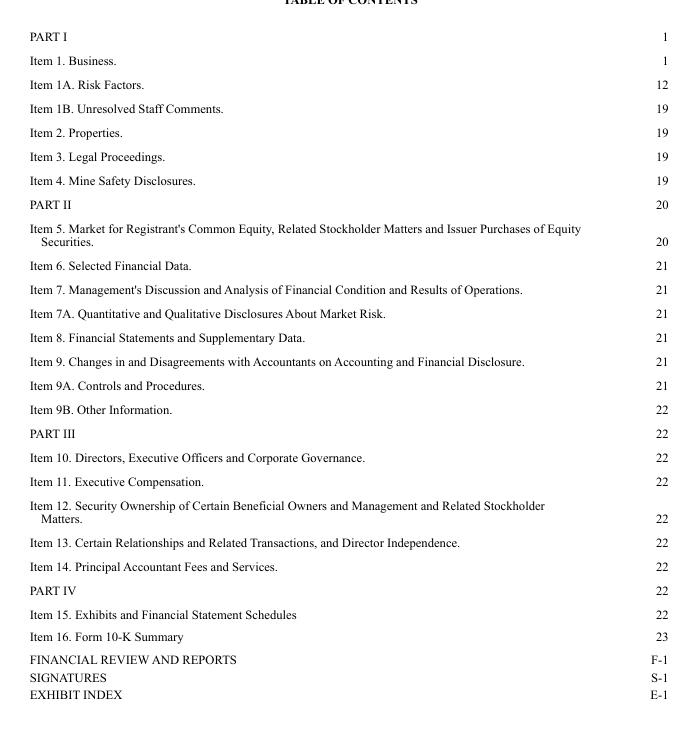 TABLE OF CONTENTS
PART I 1
Item 1. Business. 1
Item 1A. Risk Factors. 12
Item 1B. Unresolved Staff Comments. 19
Item 2. Properties. 19
Item 3. Legal Proceedings. 19
Item 4. Mine Safety Disclosures. 19
PART II 20
Item 5. Market for Registrant's Common Equity, Related Stockholder Matters and Issuer Purchases of Equity
Securities. 20
Item 6. Selected Financial Data. 21
Item 7. Management's Discussion and Analysis of Financial Condition and Results of Operations. 21
Item 7A. Quantitative and Qualitative Disclosures About Market Risk. 21
Item 8. Financial Statements and Supplementary Data. 21
Item 9. Changes in and Disagreements with Accountants on Accounting and Financial Disclosure. 21
Item 9A. Controls and Procedures. 21
Item 9B. Other Information. 22
PART III 22
Item 10. Directors, Executive Officers and Corporate Governance. 22
Item 11. Executive Compensation. 22
Item 12. Security Ownership of Certain Beneficial Owners and Management and Related Stockholder
Matters. 22
Item 13. Certain Relationships and Related Transactions, and Director Independence. 22
Item 14. Principal Accountant Fees and Services. 22
PART IV 22
Item 15. Exhibits and Financial Statement Schedules 22
Item 16. Form 10-K Summary 23
FINANCIAL REVIEW AND REPORTS F-1
SIGNATURES S-1
EXHIBIT INDEX E-1